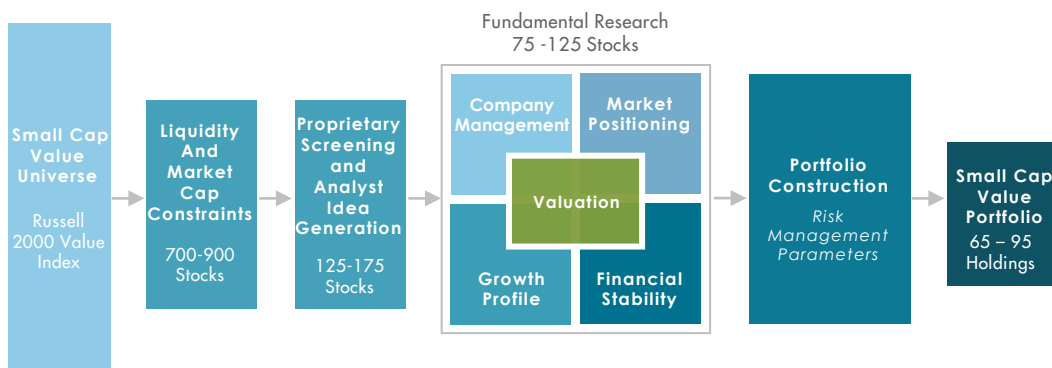 Fundamental Research
75 -125 Stocks
Small Cap
Value
Universe
Russell
2000 Value
Index
Liquidity
And
Market
Cap
Constraints
700-900
Stocks
Proprietary
Screening
and
Analyst
Idea
Generation
125-175
Stocks
Company
Management
Market
Positioning
Valuation
Growth
Profile
Financial
Stability
Portfolio
Construction
Risk
Management
Parameters
Small Cap
Value
Portfolio
65 – 95
Holdings